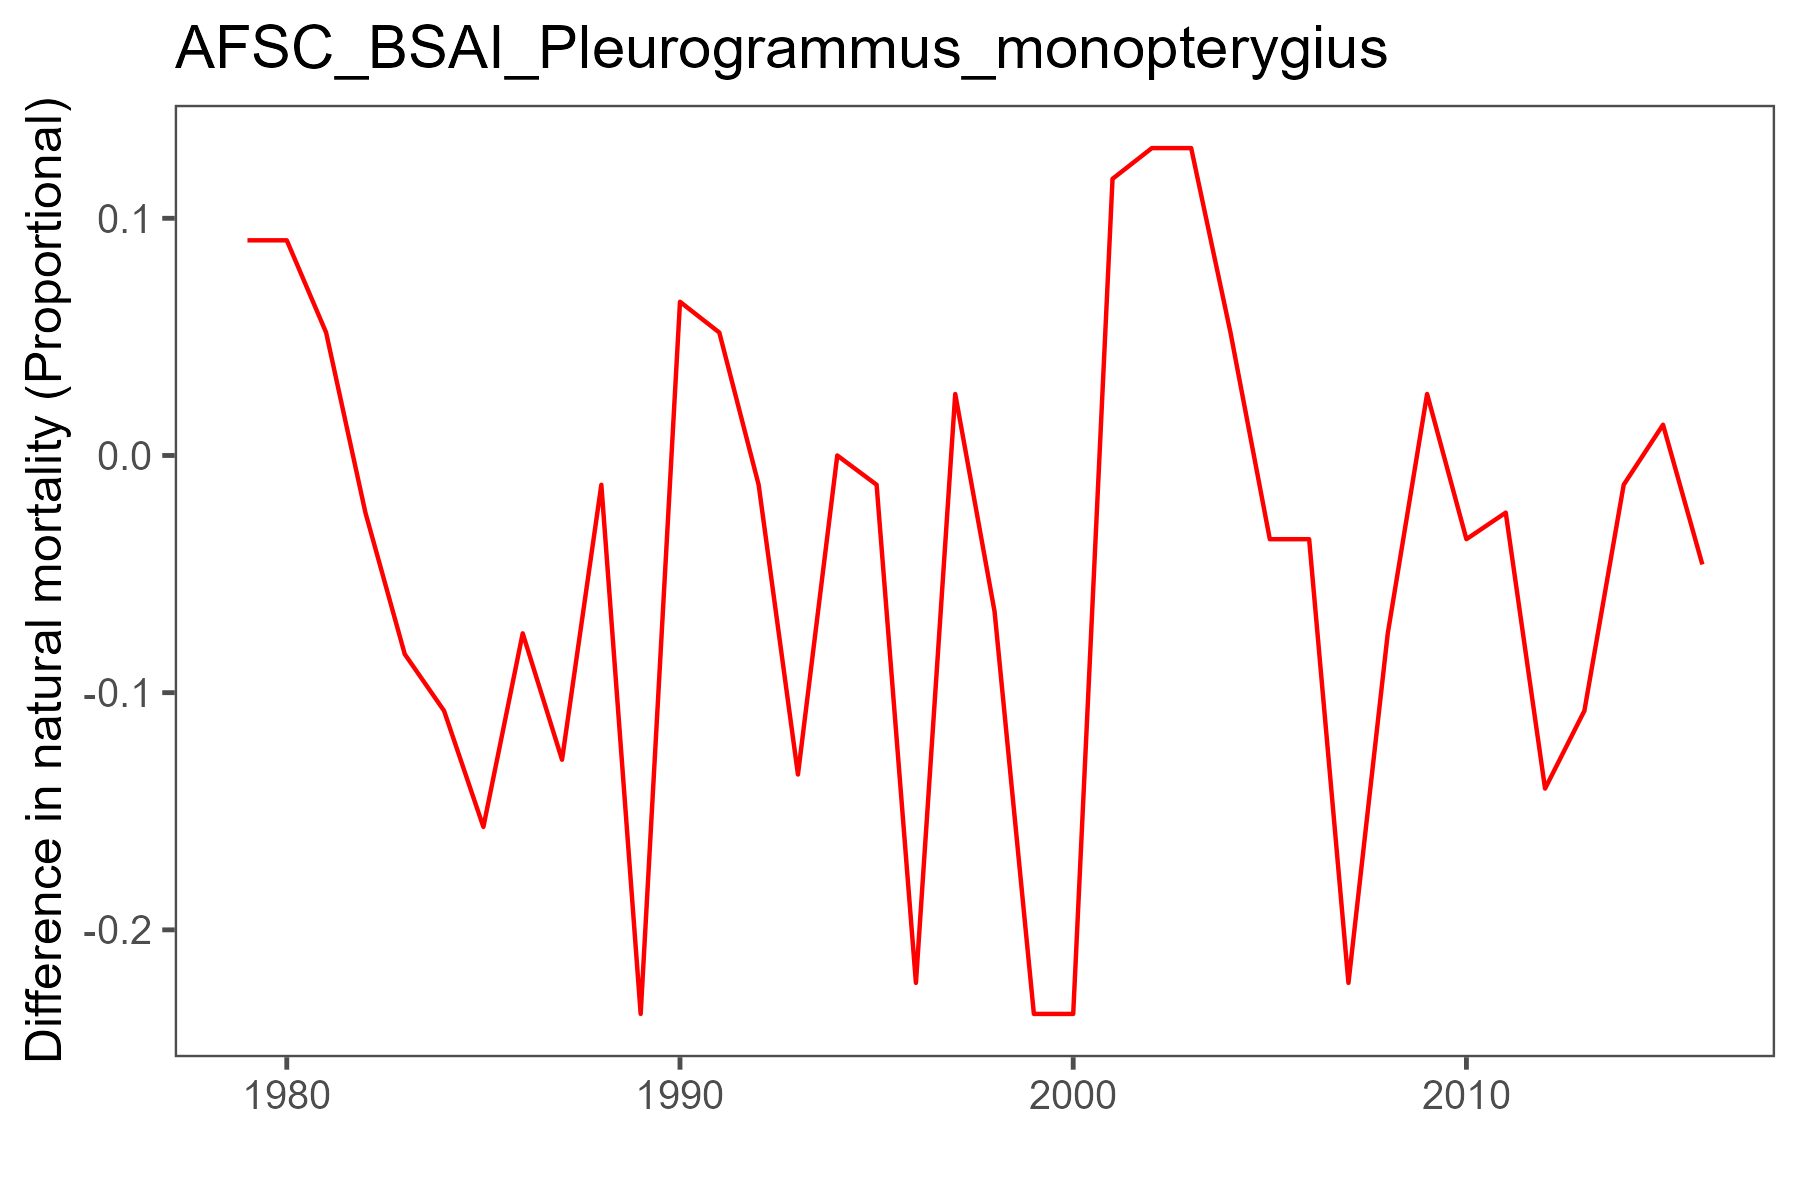 AFSC_BSAI_Pleurogrammus_monopterygius
Difference in natural mortality (Proportional)
0.1
0.0
-0.1
-0.2
1980 1990 2000 2010